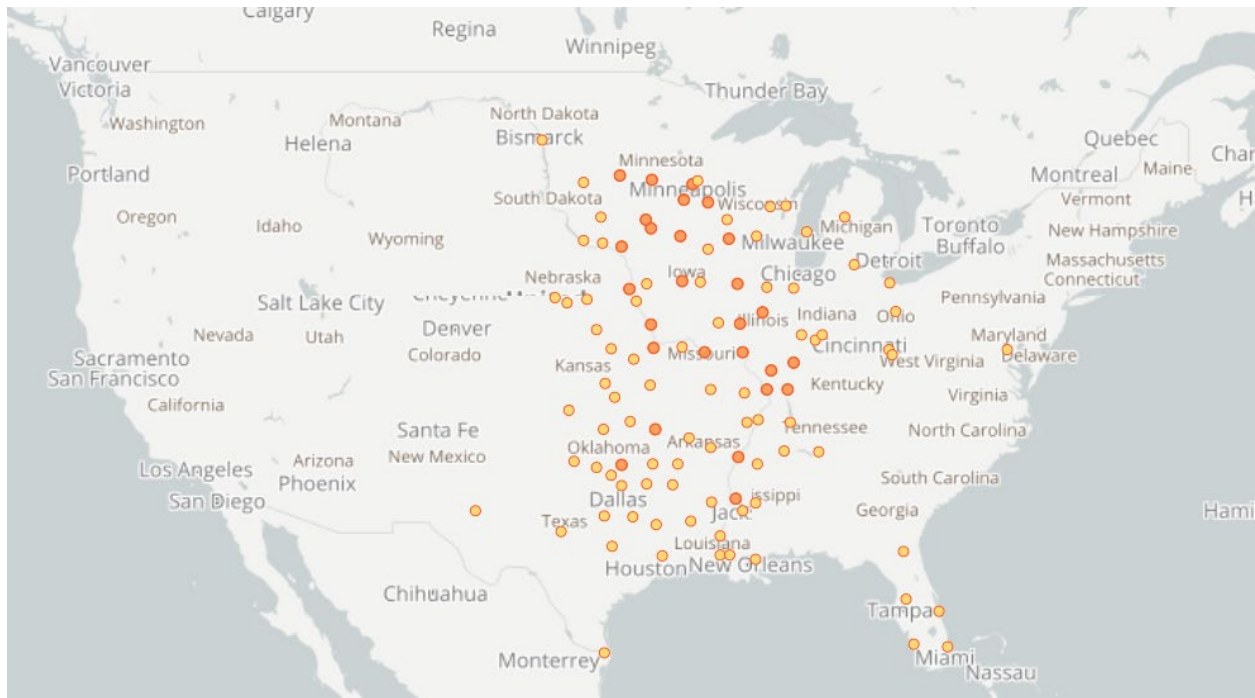 Calgary
Regina
Winnipeg
Vancouver
Victoria
Thunder Bay
Washington
Montana
North Dakota
Bismarck
Helena
Quebec
Minnesota
Portland
Minneapolis
Montreal
Maine
South Dakota
Wisconsin
Vermont
Oregon
Idaho
Wyoming
Michigan
Toronto
Buffalo
New Hampshire
Milwaukee
Detroit
Massachusetts
Nebraska
Iowa
Chicago
Connecticut
Salt Lake City
Cheyenne
Pennsylvania
Denver
Illinois
Indiana
Ohio
Nevada
Utah
Maryland
Sacramento
Colorado
Missouri
Cincinnati
Delaware
San Francisco
Kansas
West Virginia
Kentucky
Virginia
California
Santa Fe
Tennessee
North Carolina
Oklahoma
Arkansas
New Mexico
Los Angeles
Arizona
Phoenix
South Carolina
San Diego
Dallas
issippi
Georgia
Hami
Texas
Jack
Louisiana
Houston
New Orleans
Chihuahua
Tampa
Monterrey
Miami
Nassau